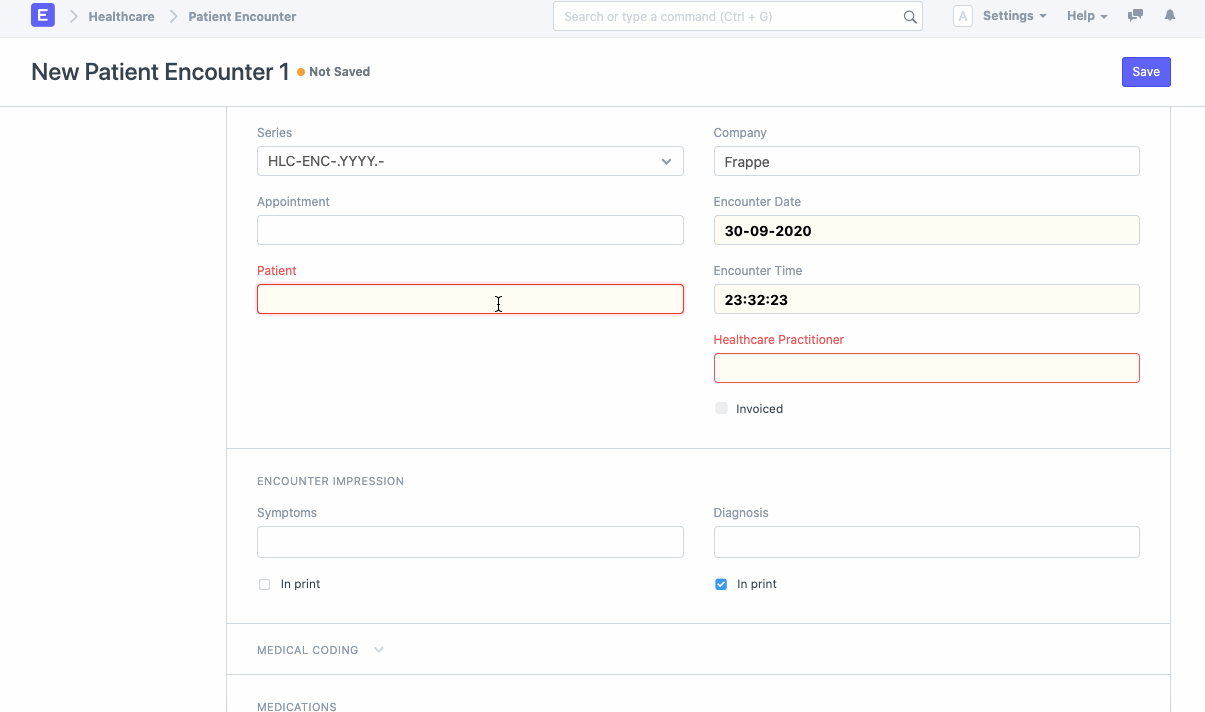 E Healthcare Patient Encounter Search or type a command (Ctrl + G) A Settings Help
New Patient Encounter 1 Not Saved Save
Series Company
HLC-ENC-.YYYY.- Frappe
Appointment Encounter Date
30-09-2020
Patient Encounter Time
23:32:23
Healthcare Practitioner
Invoiced
ENCOUNTER IMPRESSION
Symptoms Diagnosis
In print In print
MEDICAL CODING
MEDICATIONS